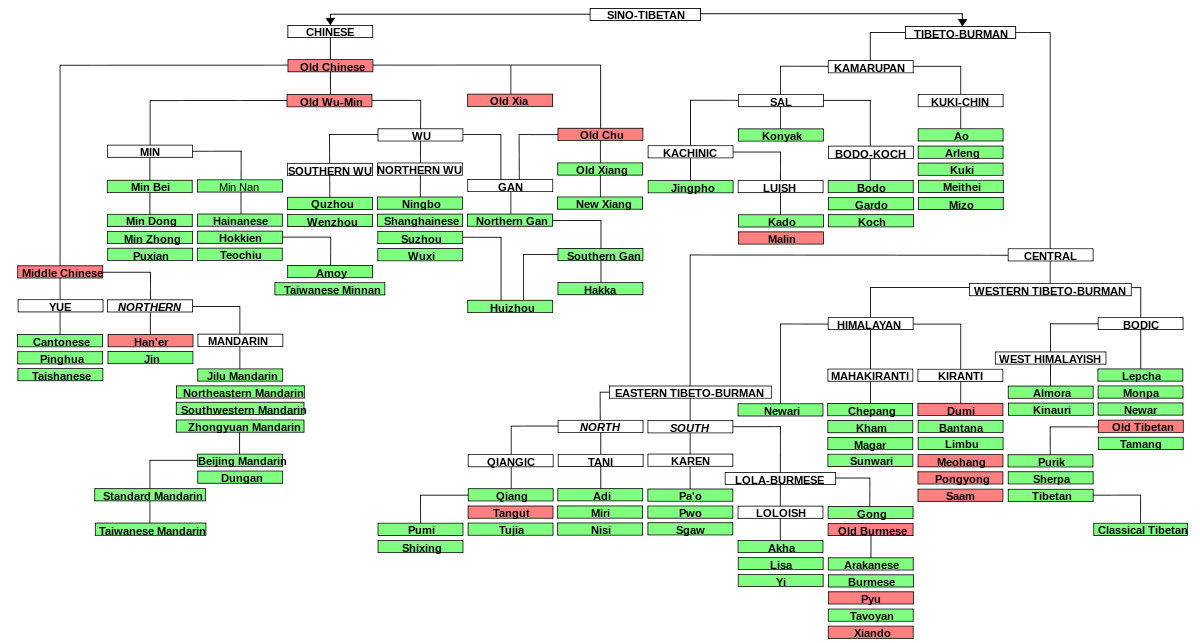 SINO-TIBETAN
CHINESE
TIBETO-BURMAN
Old Chinese
KAMARUPAN
Old Wu-Min
Old Xia
SAL
KUKI-CHIN
WU
Old Chu
Konyak
Ao
MIN
KACHINIC
BODO-KOCH
Arleng
SOUTHERN WU
NORTHERN WU
Old Xiang
Kuki
Min Bei
Min Nan
GAN
Jingpho
LUISH
Bodo
Meithei
Quzhou
Ningbo
New Xiang
Gardo
Mizo
Min Dong
Hainanese
Wenzhou
Shanghainese
Northern Gan
Kado
Koch
Min Zhong
Hokkien
Suzhou
Malin
Puxian
Teochiu
Wuxi
Southern Gan
CENTRAL
Middle Chinese
Amoy
Taiwanese Minnan
Hakka
WESTERN TIBETO-BURMAN
YUE
NORTHERN
Huizhou
HIMALAYAN
BODIC
Cantonese
Han'er
MANDARIN
Pinghua
Jin
WEST HIMALAYISH
Taishanese
Jilu Mandarin
MAHAKIRANTI
KIRANTI
Lepcha
Northeastern Mandarin
EASTERN TIBETO-BURMAN
Almora
Monpa
Southwestern Mandarin
Newari
Chepang
Dumi
Kinauri
Newar
Zhongyuan Mandarin
NORTH
SOUTH
Kham
Bantana
Old Tibetan
Magar
Limbu
Tamang
Beijing Mandarin
QIANGIC
TANI
KAREN
Sunwari
Meohang
Purik
Dungan
LOLA-BURMESE
Pongyong
Sherpa
Standard Mandarin
Qiang
Adi
Pa'o
Saam
Tibetan
Tangut
Miri
Pwo
LOLOISH
Gong
Taiwanese Mandarin
Pumi
Tujia
Nisi
Sgaw
Old Burmese
Classical Tibetan
Shixing
Akha
Lisa
Arakanese
Yi
Burmese
Pyu
Tavoyan
Xiando